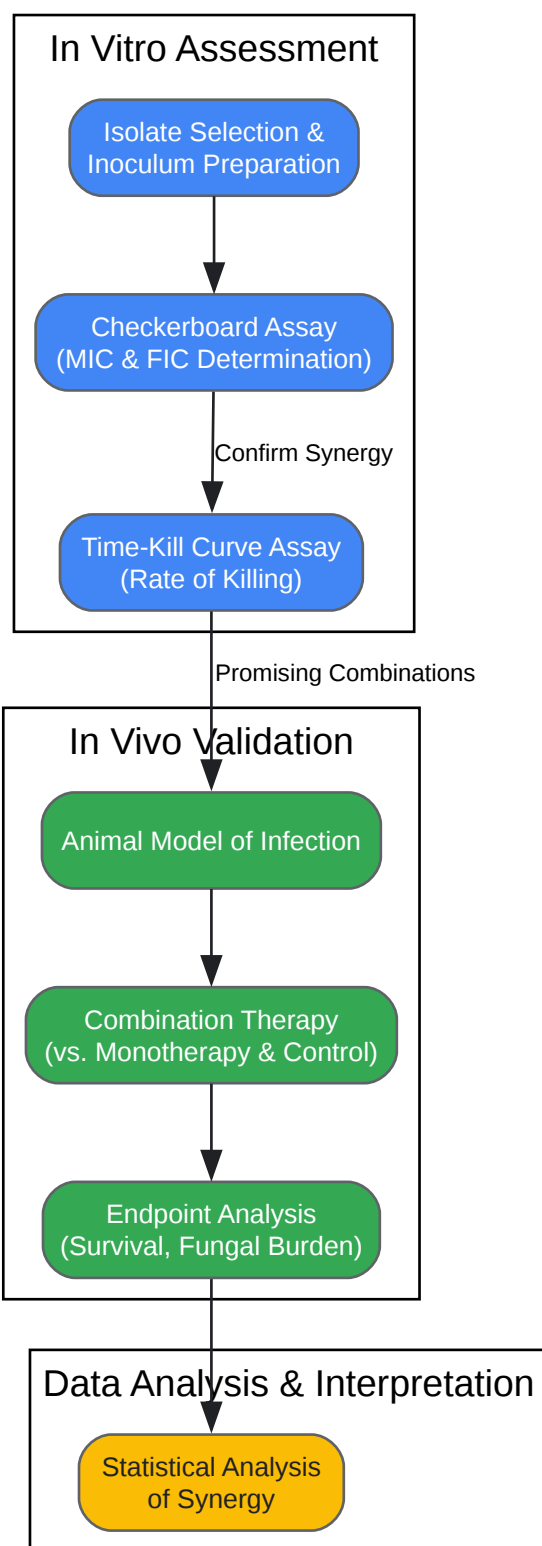 In Vitro Assessment
Isolate Selection &
Inoculum Preparation
Checkerboard Assay
(MIC & FIC Determination)
Confirm Synergy
Time-Kill Curve Assay
(Rate of Killing)
Promising Combinations
In Vivo Validation
Animal Model of Infection
Combination Therapy
(vs. Monotherapy & Control)
Endpoint Analysis
(Survival, Fungal Burden)
Data Analysis & Interpretation
Statistical Analysis
of Synergy